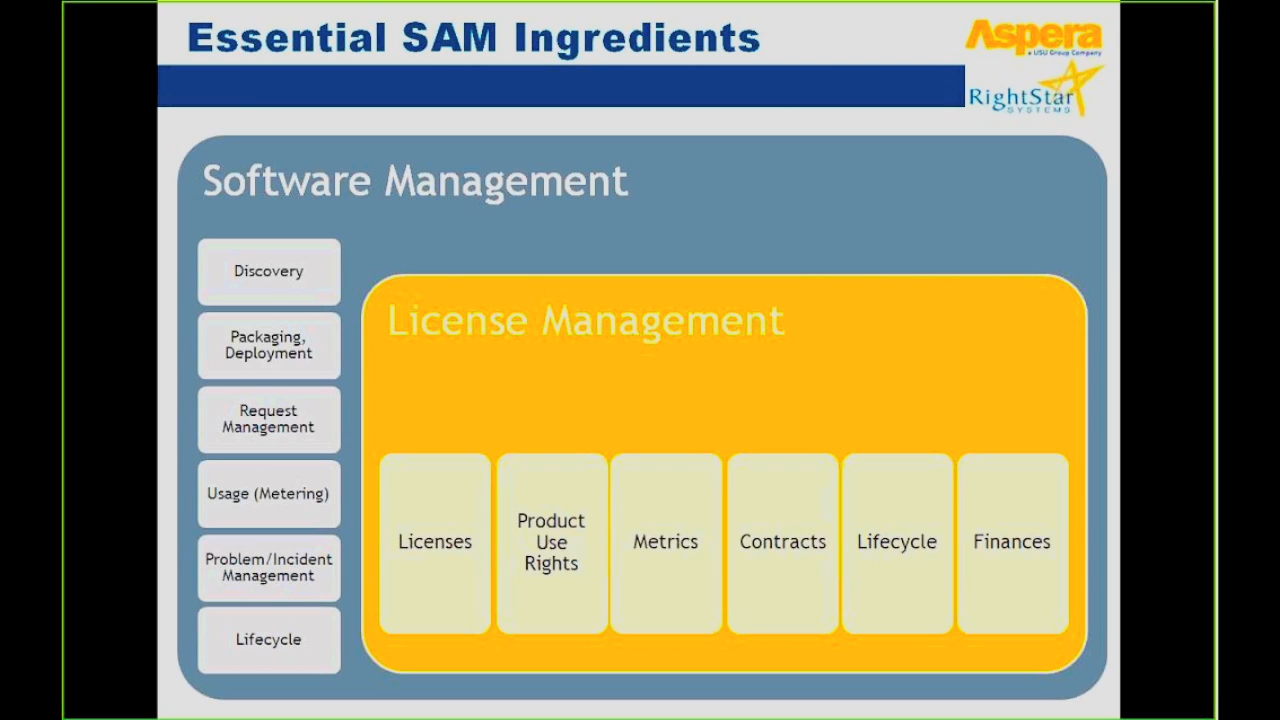 Essential SAM Ingredients
Aspera
a USU Group Company
RightStar
SYSTEMS
Software Management
Discovery
Packaging,
Deployment
Request
Management
Usage (Metering)
Problem/Incident
Management
Lifecycle
License Management
Licenses
Product
Use
Rights
Metrics
Contracts
Lifecycle
Finances